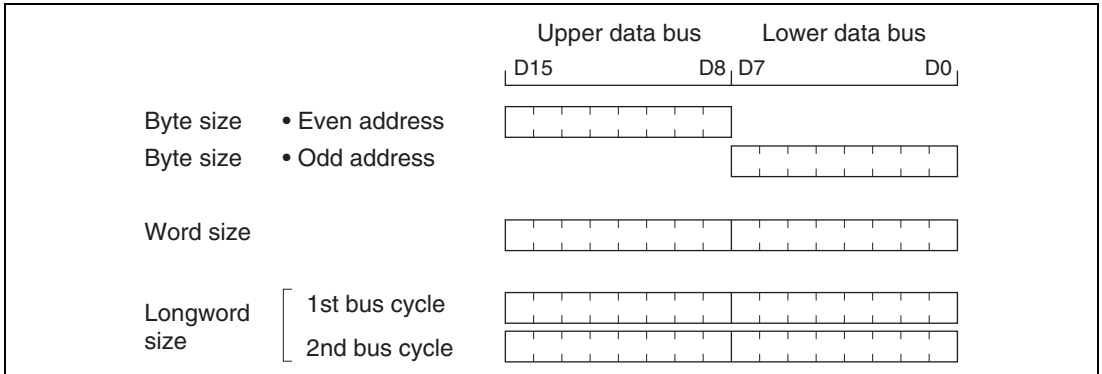 Upper data bus Lower data bus
D15 D8 D7 D0
Byte size • Even address
Byte size • Odd address
Word size
Longword size
1st bus cycle
2nd bus cycle